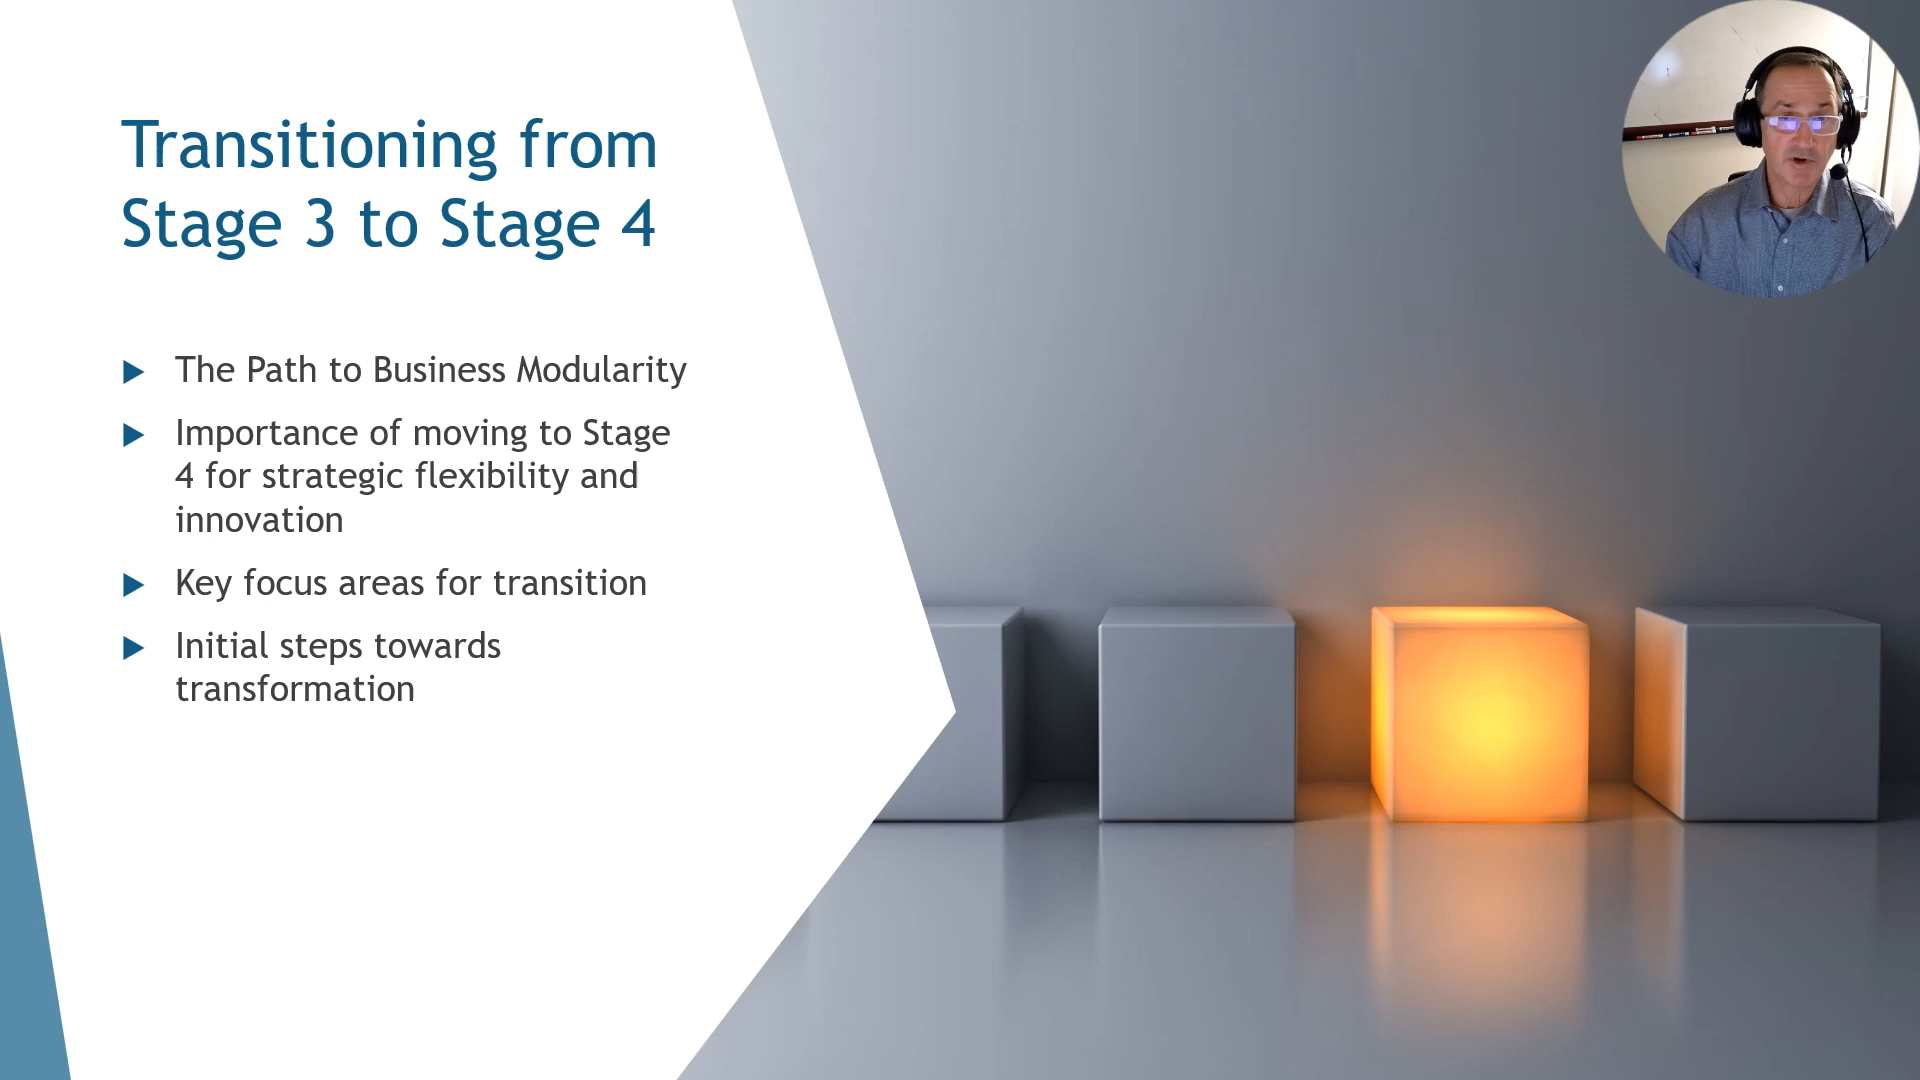 Transitioning from
Stage 3 to Stage 4
The Path to Business Modularity
Importance of moving to Stage
4 for strategic flexibility and
innovation
Key focus areas for transition
Initial steps towards
transformation